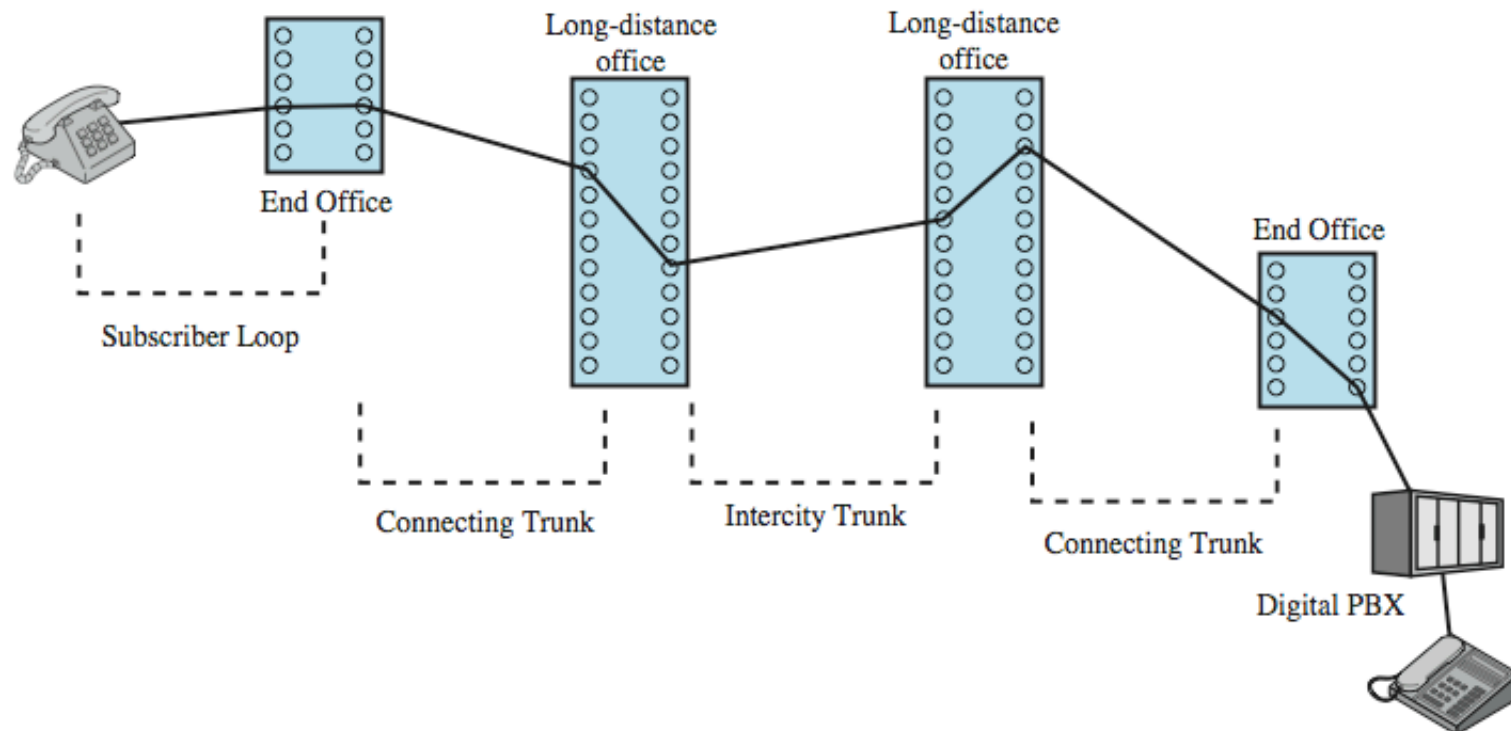 Long-distance
office
Long-distance
office
End Office
End Office
Subscriber Loop
Connecting Trunk
Intercity Trunk
Connecting Trunk
Digital PBX